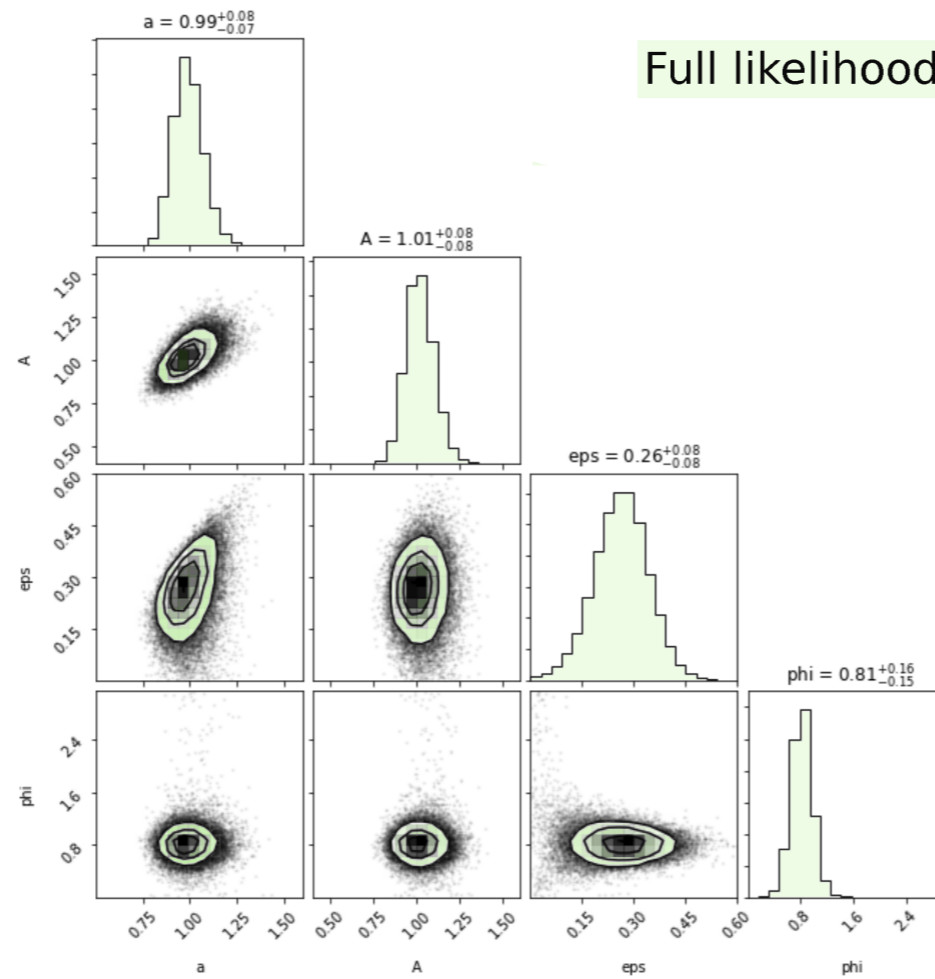 a = 0.99 +0.08 −0.07
Full likelihood
A = 1.01 +0.08 −0.08
1.50
1.25
1.00
0.75
0.50
A
eps = 0.26 +0.08 −0.08
0.60
0.45
0.30
0.15
eps
phi = 0.81 +0.16 −0.15
2.4
1.6
0.8
phi
0.75 1.00 1.25 1.50 0.50 0.75 1.00 1.25 1.50 0.15 0.30 0.45 0.60 0.8 1.6 2.4
a A eps phi